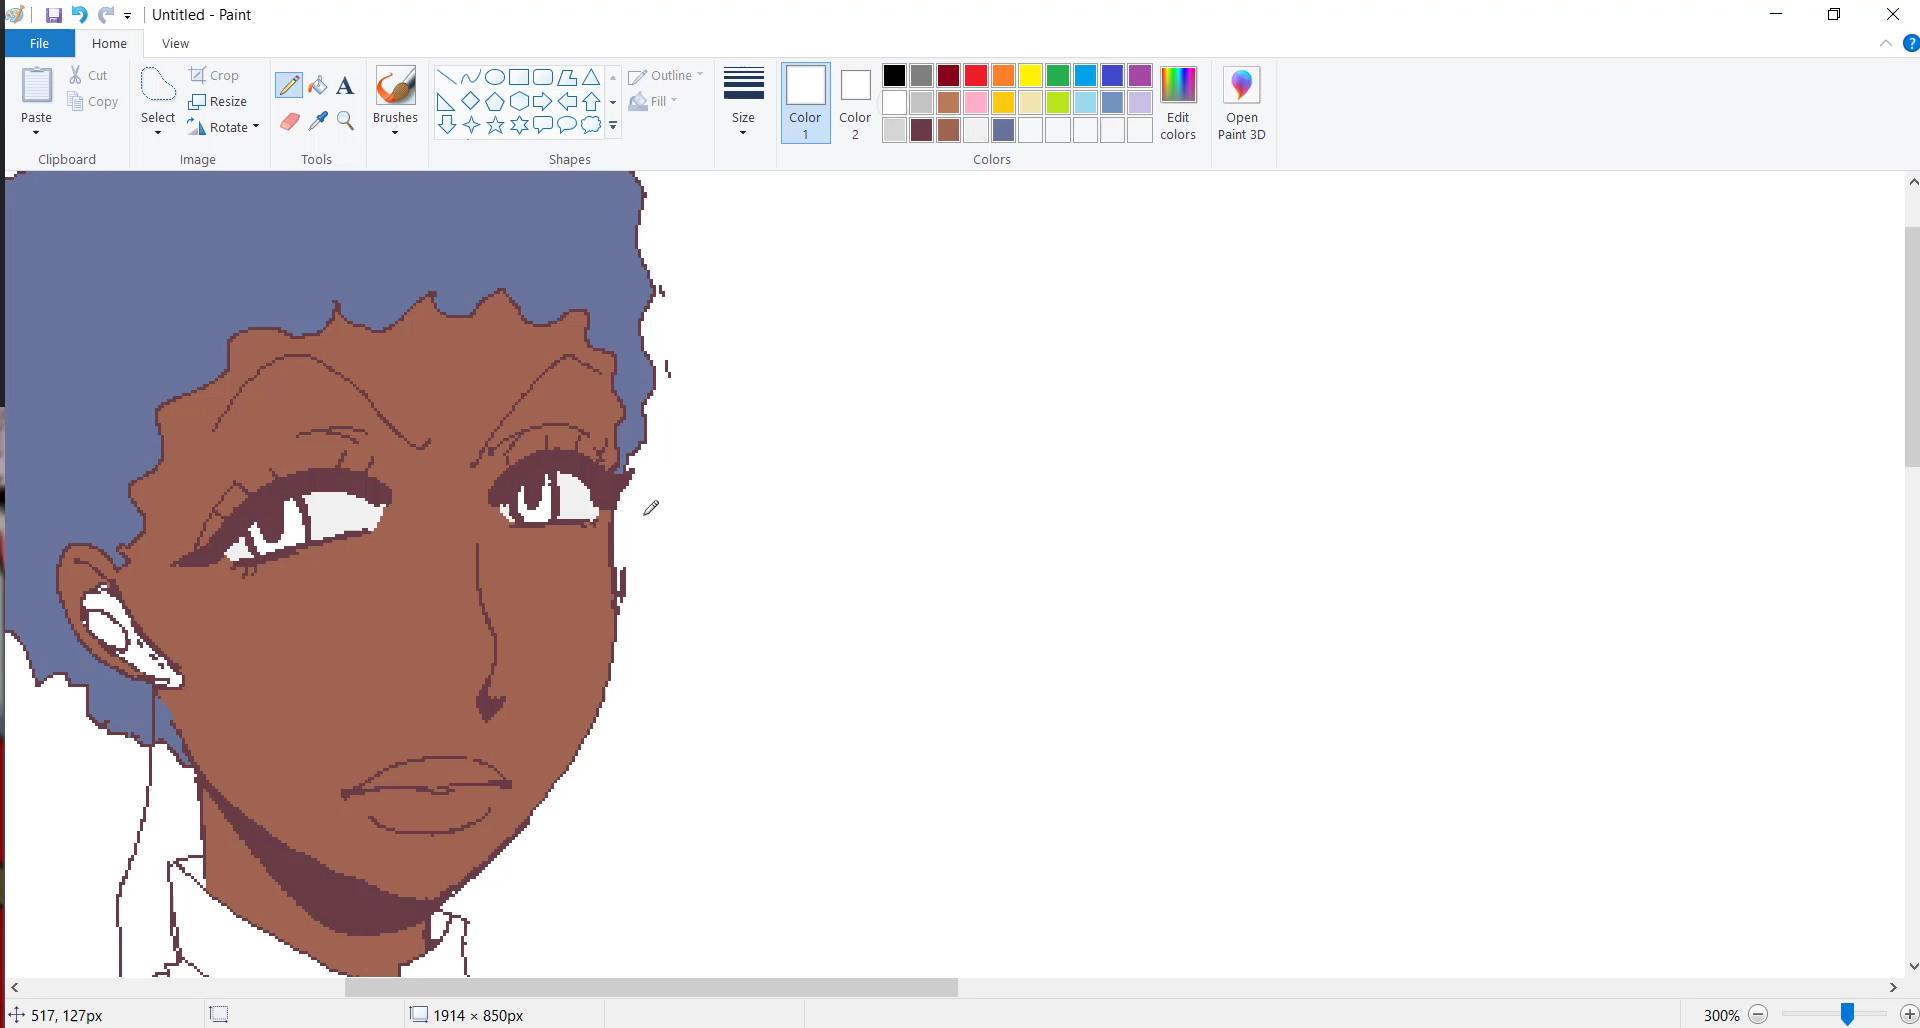 Untitled - Paint
File
Home
View
Paste
Cut
Copy
Clipboard
Select
Crop
Resize
Rotate
Image
A
Tools
Brushes
Outline
Fill
Shapes
Size
Color
1
Color
2
Colors
Edit
colors
Open
Paint 3D
517, 127px
1914 × 850px
300%